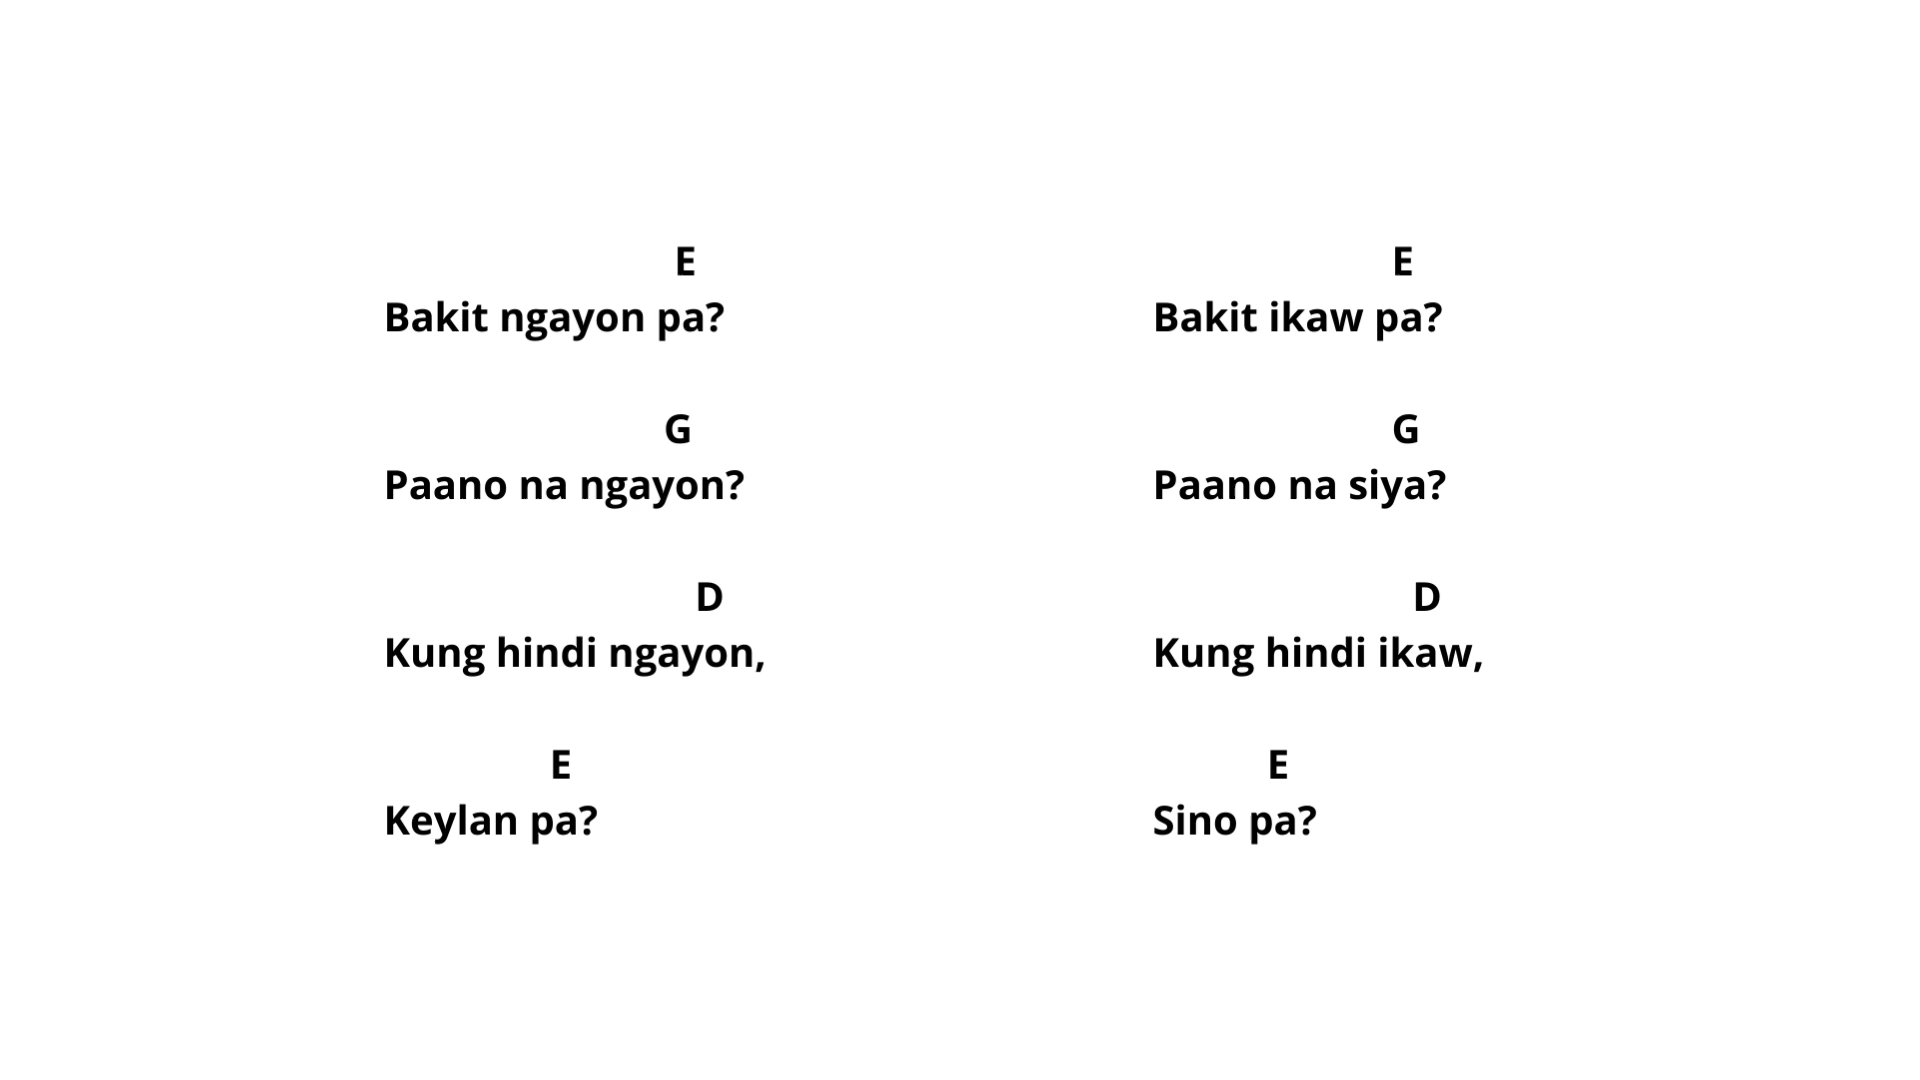 E
Bakit ngayon pa?
G
Paano na ngayon?
D
Kung hindi ngayon,
E
Keylan pa?
E
Bakit ikaw pa?
G
Paano na siya?
D
Kung hindi ikaw,
E
Sino pa?